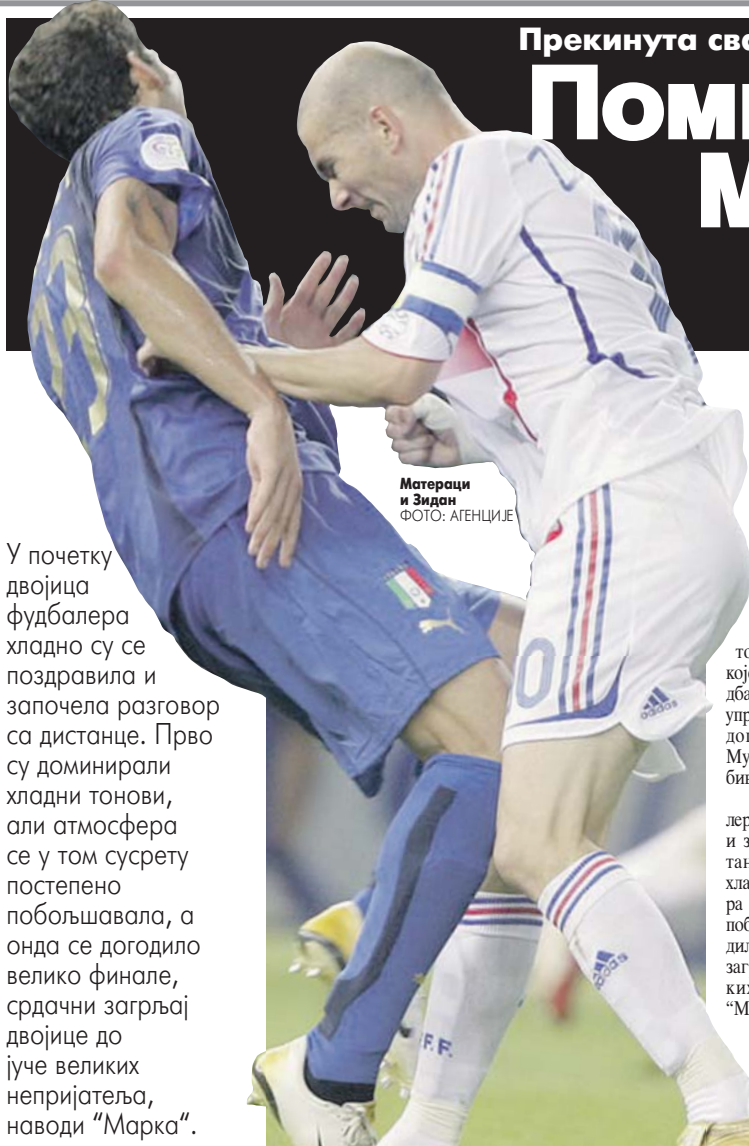 Прекинута
Матераци
и Зидан
ФОТО: АГЕНЦИЈЕ
У почетку
двојица
фудбалера
хладно су се
поздравила и
започела разговор
са дистанце. Прво
су доминирали
хладни тонови,
али атмосфера
се у том сусрету
постепено
побољшавала, а
онда се догодило
велико финале,
срдачни загрљај
двојице до
јуче великих
непријатеља,
наводи “Марка“.
adidas
adidas
F.F.